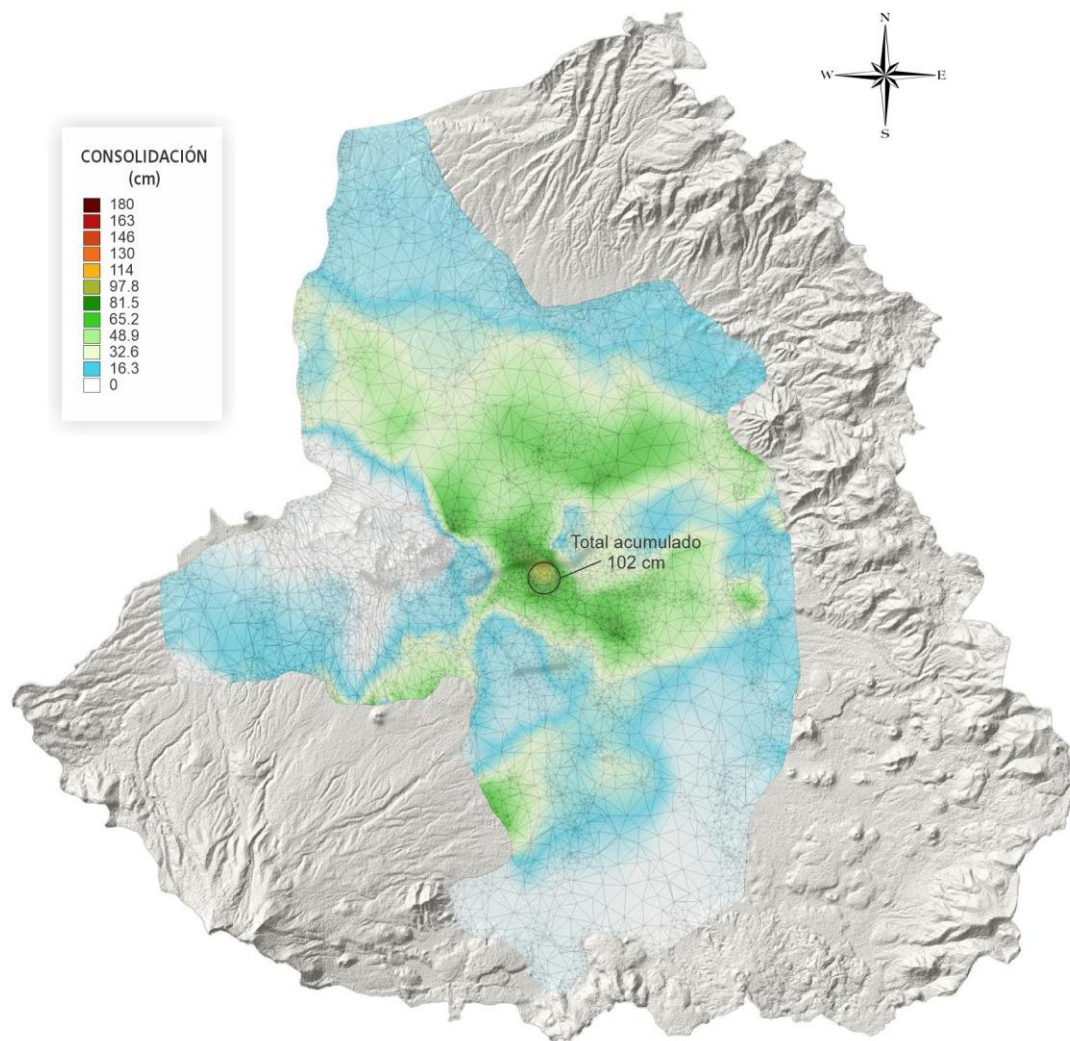 N
W E
S
CONSOLIDACIÓN
(cm)
180
163
146
130
114
97.8
81.5
65.2
48.9
32.6
16.3
0
Total acumulado
102 cm